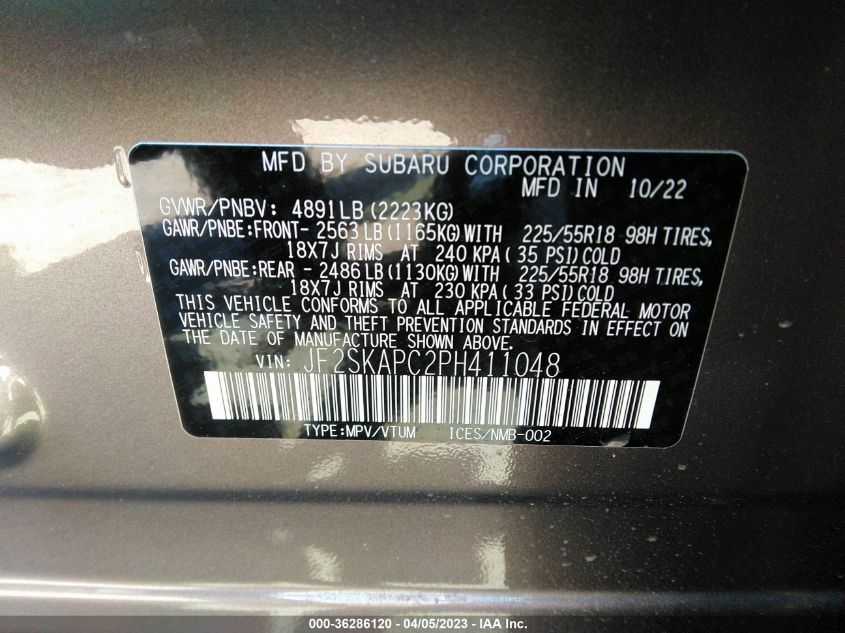 MFD BY SUBARU CORPORATION
MFD IN 10/22
GVWR/PNBV: 4891LB (2223KG)
GAWR/PNBE:FRONT- 2563 LB (1165KG) WITH 225/55R18 98H TIRES,
18X7J RIMS AT 240 KPA ( 35 PSI) COLD
GAWR/PNBE:REAR - 2486 LB (1130KG) WITH 225/55R18 98H TIRES,
18X7J RIMS AT 230 KPA ( 33 PSI) COLD
THIS VEHICLE CONFORMS TO ALL APPLICABLE FEDERAL MOTOR
VEHICLE SAFETY AND THEFT PREVENTION STANDARDS IN EFFECT ON
THE DATE OF MANUFACTURE SHOWN ABOVE.
VIN: JF2SKAPC2PH411048
TYPE:MPV/VTUM ICES/NMB-002
000-36286120 - 04/05/2023 - IAA Inc.